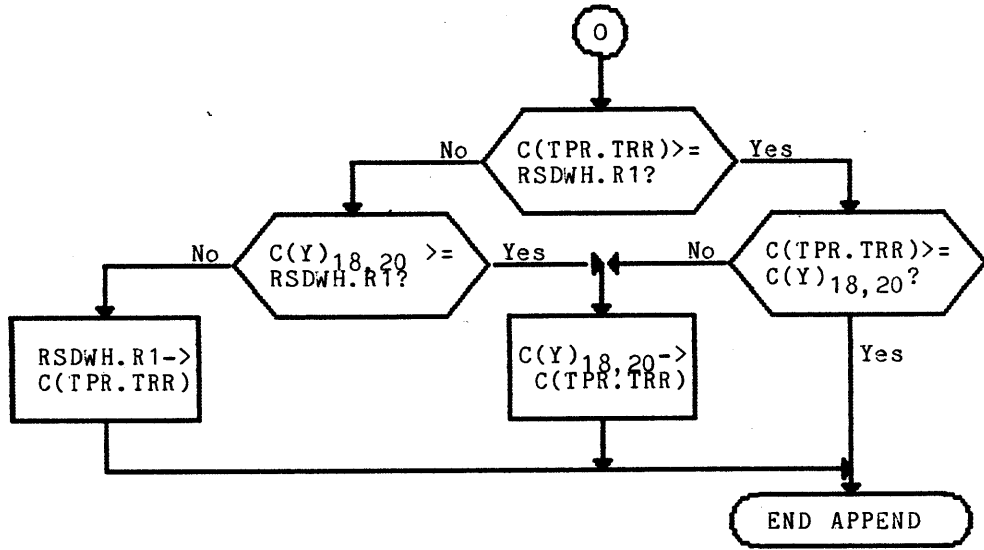 O
C(TPR.TRR)>=
RSDWH.R1?
No
Yes
C(Y)18,20 >=
RSDWH.R1?
No
Yes
C(TPR.TRR)>=
C(Y)18,20?
No
Yes
RSDWH.R1->
C(TPR.TRR)
C(Y)18,20->
C(TPR.TRR)
END APPEND